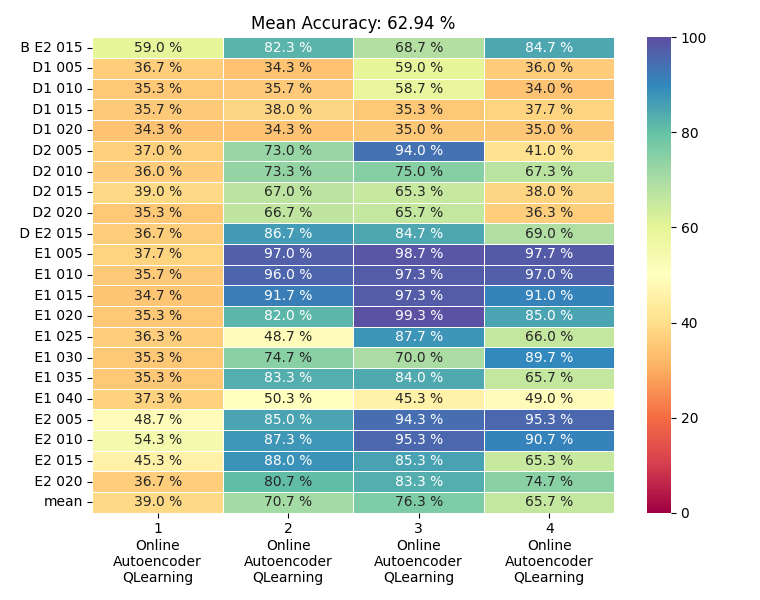 Mean Accuracy: 62.94 %
B E2 015 59.0 % 82.3 % 68.7 % 84.7 % 100
D1 005 36.7 % 34.3 % 59.0 % 36.0 %
D1 010 35.3 % 35.7 % 58.7 % 34.0 %
D1 015 35.7 % 38.0 % 35.3 % 37.7 %
D1 020 34.3 % 34.3 % 35.0 % 35.0 % 80
D2 005 37.0 % 73.0 % 94.0 % 41.0 %
D2 010 36.0 % 73.3 % 75.0 % 67.3 %
D2 015 39.0 % 67.0 % 65.3 % 38.0 %
D2 020 35.3 % 66.7 % 65.7 % 36.3 %
D E2 015 36.7 % 86.7 % 84.7 % 69.0 % 60
E1 005 37.7 % 97.0 % 98.7 % 97.7 %
E1 010 35.7 % 96.0 % 97.3 % 97.0 %
E1 015 34.7 % 91.7 % 97.3 % 91.0 %
E1 020 35.3 % 82.0 % 99.3 % 85.0 % 40
E1 025 36.3 % 48.7 % 87.7 % 66.0 %
E1 030 35.3 % 74.7 % 70.0 % 89.7 %
E1 035 35.3 % 83.3 % 84.0 % 65.7 %
E1 040 37.3 % 50.3 % 45.3 % 49.0 %
E2 005 48.7 % 85.0 % 94.3 % 95.3 % 20
E2 010 54.3 % 87.3 % 95.3 % 90.7 %
E2 015 45.3 % 88.0 % 85.3 % 65.3 %
E2 020 36.7 % 80.7 % 83.3 % 74.7 %
mean 39.0 % 70.7 % 76.3 % 65.7 % 0
1 2 3 4
Online Online Online Online
Autoencoder Autoencoder Autoencoder Autoencoder
QLearning QLearning QLearning QLearning